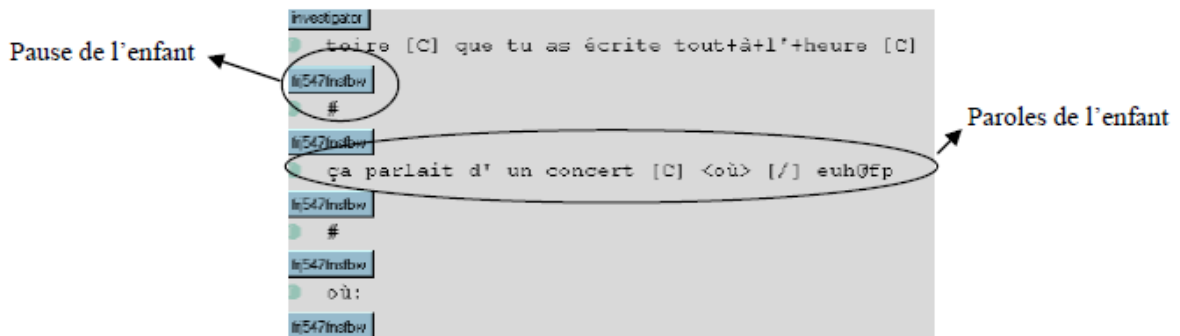 investigator
toire [C] que tu as écrite tout+à+l'+heure [C]
Pause de l'enfant
#
Paroles de l'enfant
ça parlait d' un concert [C] <où> [/] euh@fp
#
où: